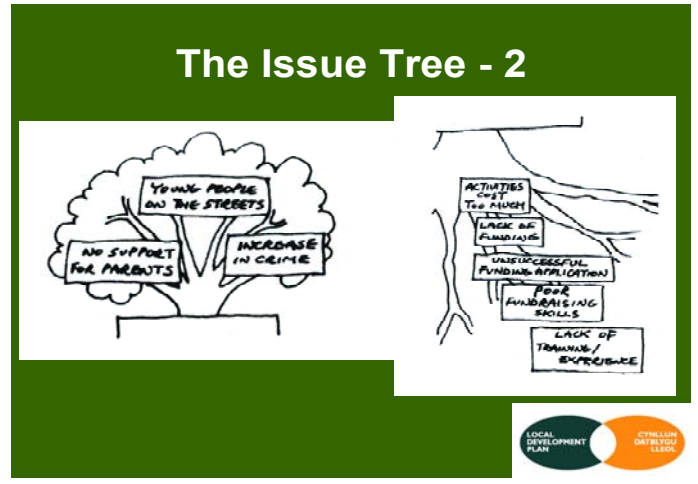 The Issue Tree - 2
YOUNG PEOPLE
ON THE STREETS
NO SUPPORT
FOR PARENTS
INCREASE
IN CRIME
ACTIVITIES
COST
TOO MUCH
LACK OF
FUNDING
UNSUCCESSFUL
FUNDING APPLICATION
POOR
FUNDRAISING
SKILLS
LACK OF
TRAINING/
EXPERIENCE
LOCAL
DEVELOPMENT
PLAN
CYNLLUN
DATBLYGU
LLEOL